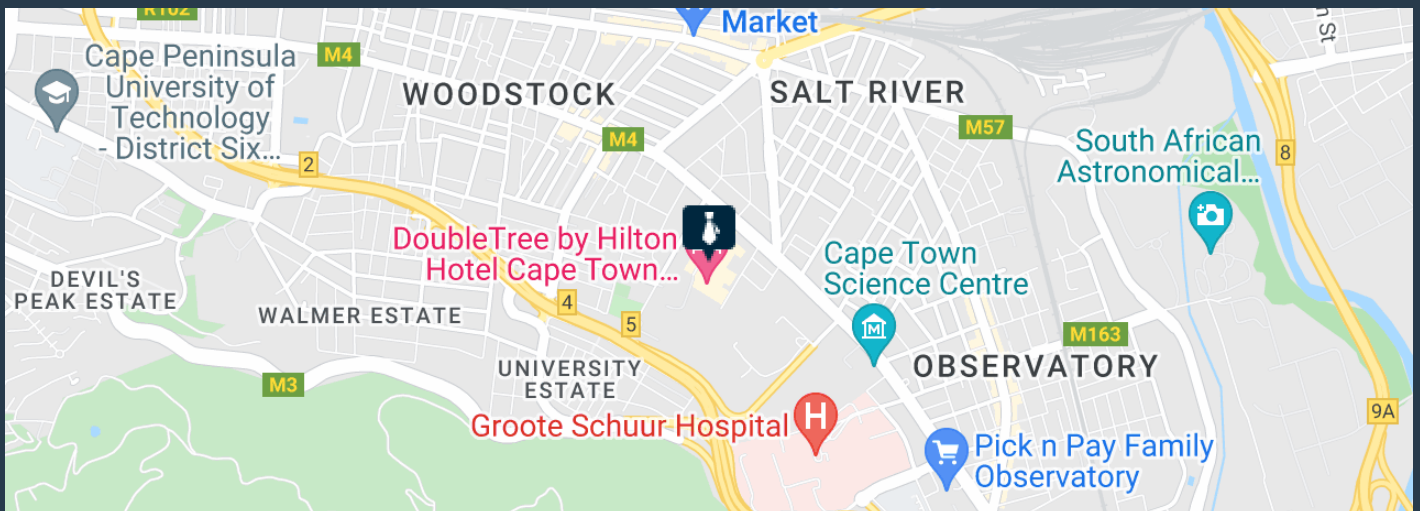 R102
Market
n St
Cape Peninsula
University of
Technology
- District Six...
M4
WOODSTOCK
SALT RIVER
M57
M4
South African
Astronomical...
8
2
DoubleTree by Hilton
Hotel Cape Town...
Cape Town
Science Centre
DEVIL'S
PEAK ESTATE
WALMER ESTATE
4
5
M163
OBSERVATORY
UNIVERSITY
ESTATE
M3
9A
Groote Schuur Hospital
H
Pick n Pay Family
Observatory